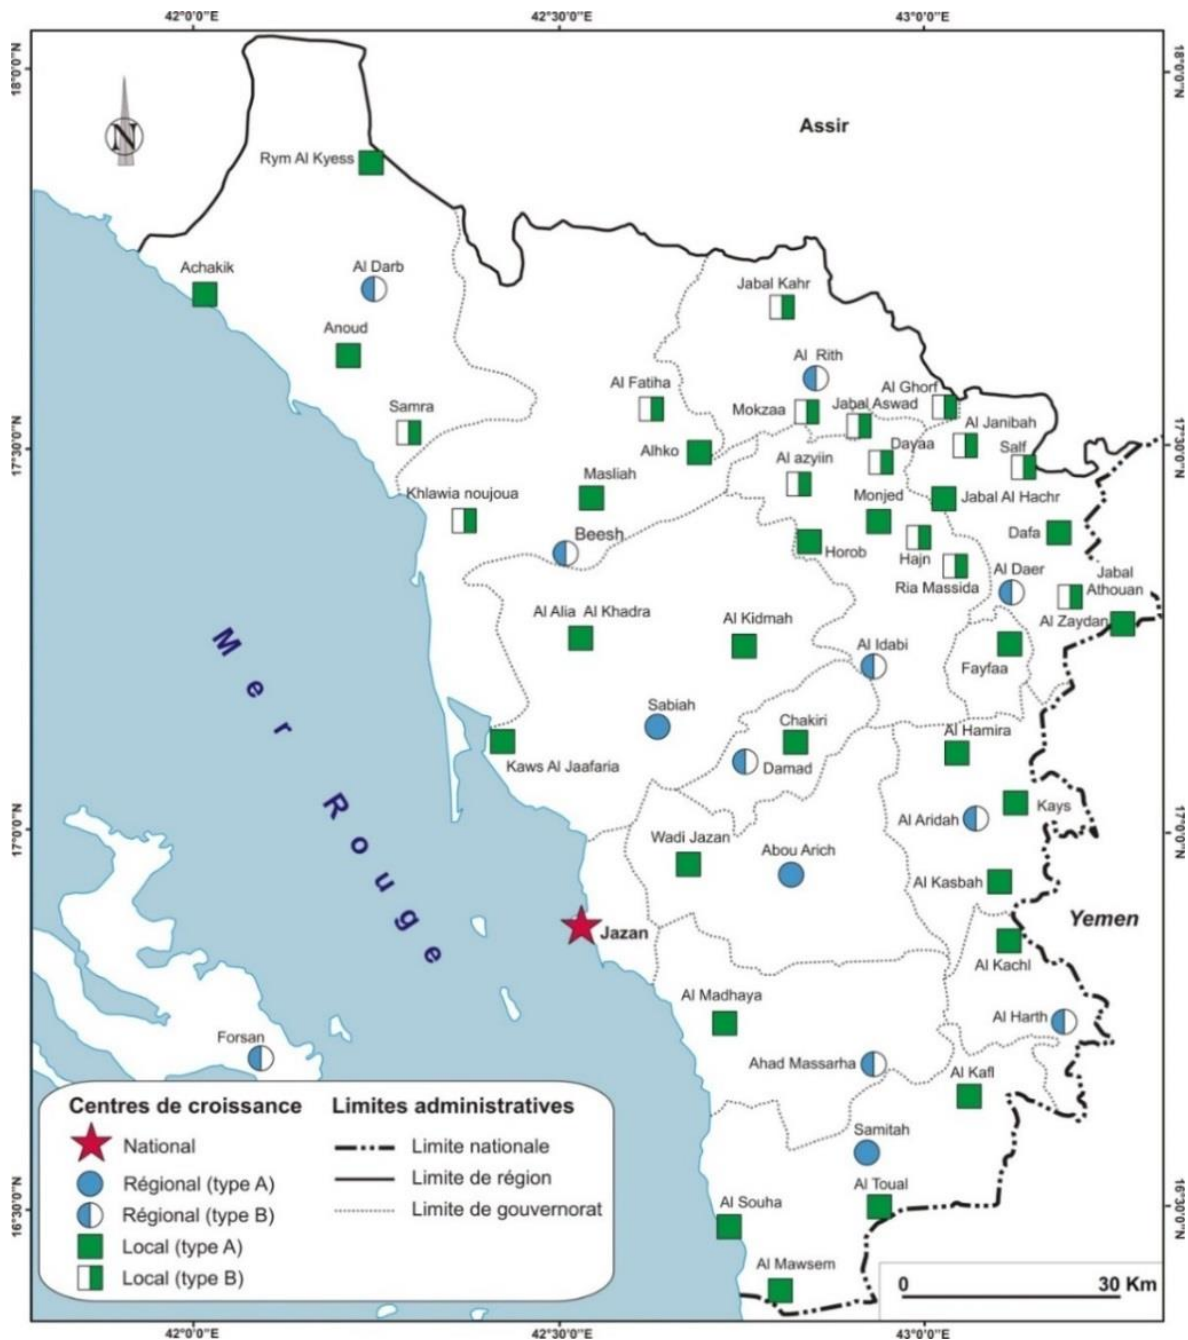 42°0'0"E
42°30'0"E
43°0'0"E
18°0'0"N
18°0'0"N
N
Assir
Rym Al Kyess
Achakik
Al Darb
Jabal Kahr
Anoud
Al Rith
Al Fatiha
Al Ghorf
Samra
Mokzaa
Jabal Aswad
Al Janibah
17°30'0"N
17°30'0"N
Alhko
Dayaa
Salf
Masliah
Al azyiin
Khlawia noujoua
Monjed
Jabal Al Hachr
Beesh
Horob
Dafa
Hajn
Al Daer
Jabal
Athouan
Ria Massida
Al Alia Al Khadra
Al Kidmah
Al Zaydan
Al Idabi
Fayfaa
Mer Rouge
Sabiah
Chakiri
Al Hamira
Kaws Al Jaafaria
Damad
Kays
Al Aridah
17°0'0"N
17°0'0"N
Wadi Jazan
Abou Arich
Al Kasbah
Yemen
Jazan
Al Kachl
Al Madhaya
Al Harth
Forsan
Ahad Massarha
Al Kafl
Samitah
Al Toual
Al Souha
Al Mawsem
16°30'0"N
16°30'0"N
Centres de croissance
National
Régional (type A)
Régional (type B)
Local (type A)
Local (type B)
Limites administratives
Limite nationale
Limite de région
Limite de gouvernorat
0 30 Km
42°0'0"E
42°30'0"E
43°0'0"E